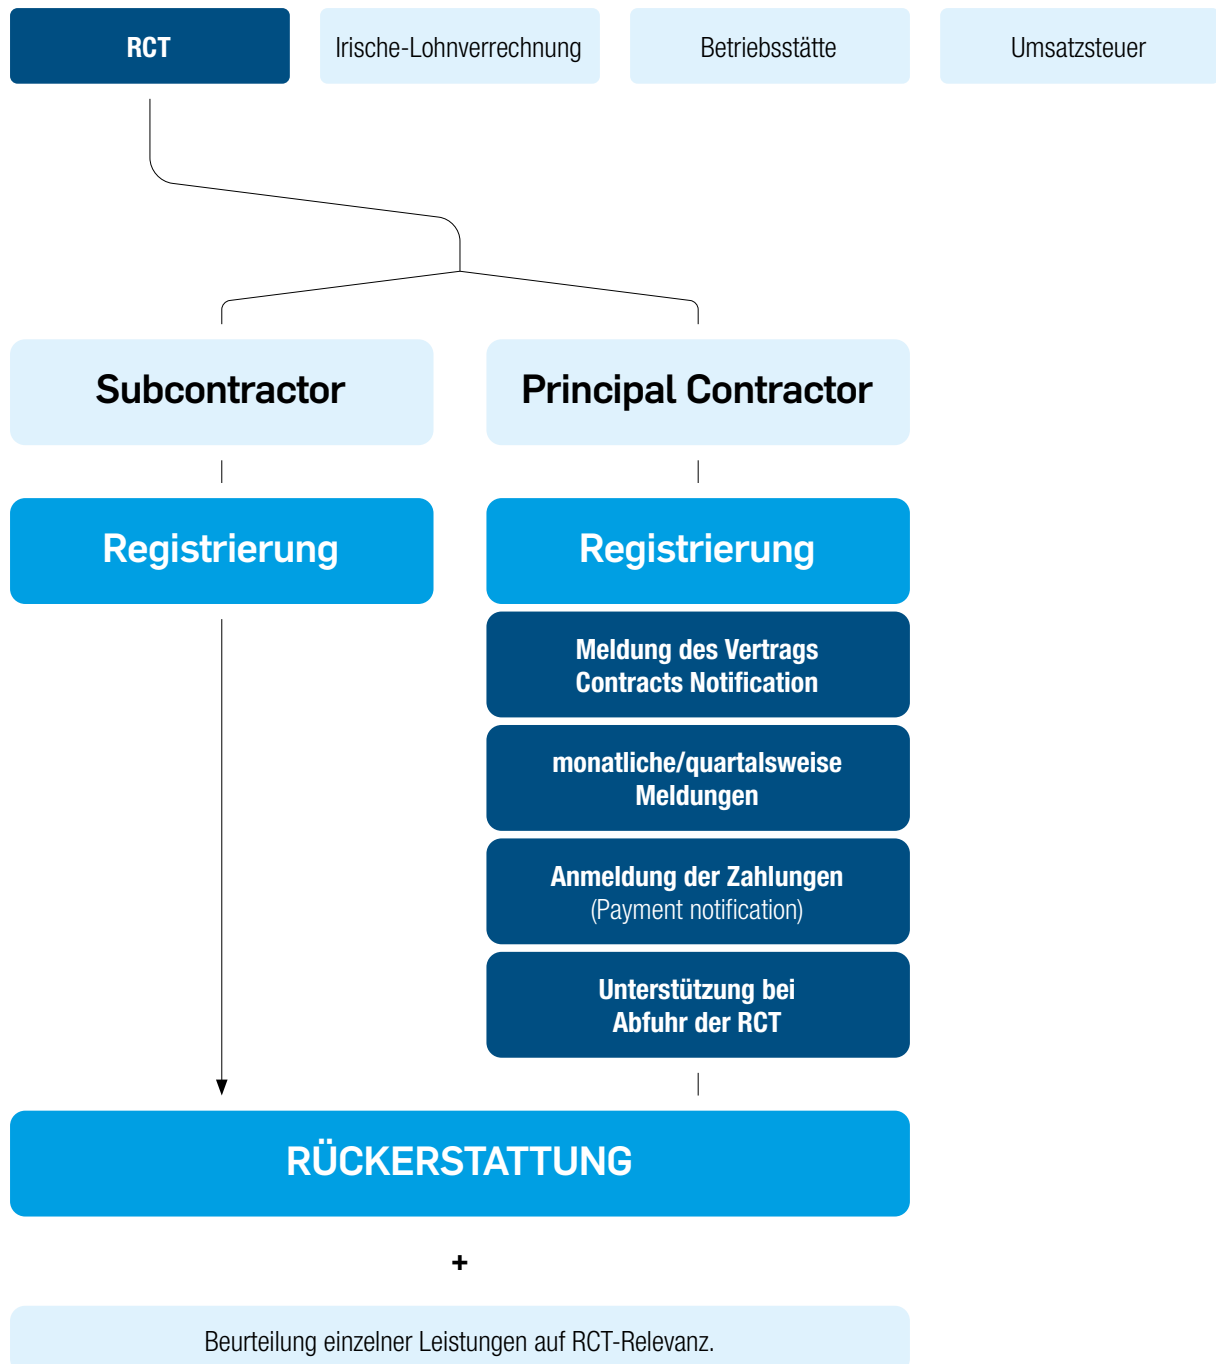 RCT
Irische-Lohnverrechnung
Betriebsstätte
Umsatzsteuer
Subcontractor
Principal Contractor
Registrierung
Registrierung
Meldung des Vertrags
Contracts Notification
monatliche/quartalsweise
Meldungen
Anmeldung der Zahlungen
(Payment notification)
Unterstützung bei
Abfuhr der RCT
RÜCKERSTATTUNG
+
Beurteilung einzelner Leistungen auf RCT-Relevanz.